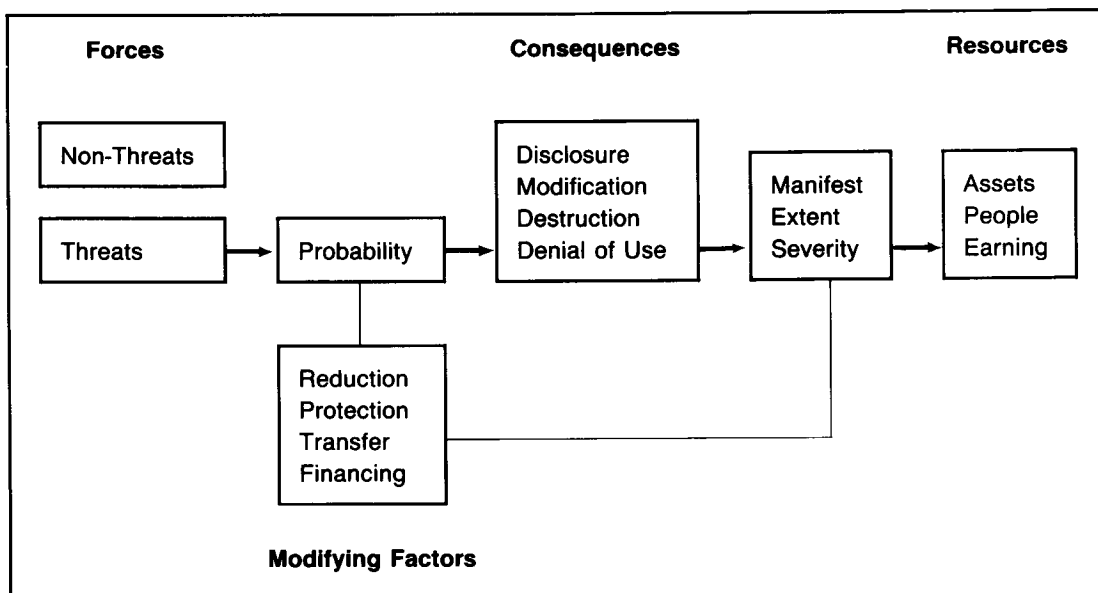 Forces
Consequences
Resources
Non-Threats
Threats
Probability
Disclosure
Modification
Destruction
Denial of Use
Manifest
Extent
Severity
Assets
People
Earning
Reduction
Protection
Transfer
Financing
Modifying Factors